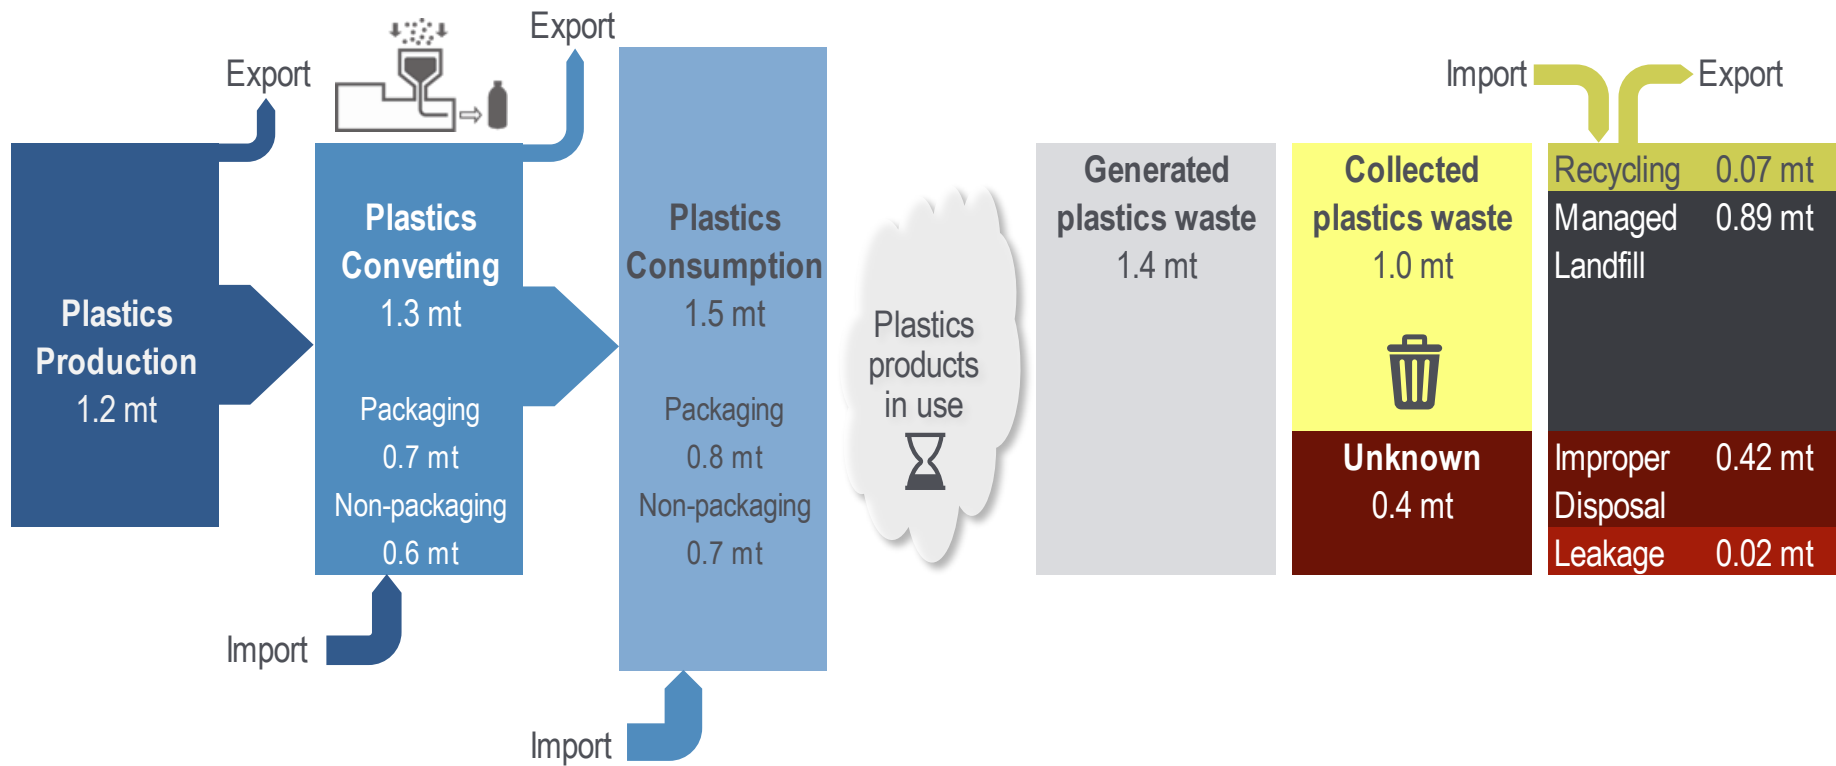 Export
Plastics
Production
1.2 mt
Export
Plastics
Converting
1.3 mt
Packaging
0.7 mt
Non-packaging
0.6 mt
Import
Plastics
Consumption
1.5 mt
Packaging
0.8 mt
Non-packaging
0.7 mt
Import
Plastics
products
in use
Generated
plastics waste
1.4 mt
Collected
plastics waste
1.0 mt
Unknown
0.4 mt
Import
Export
Recycling 0.07 mt
Managed 0.89 mt
Landfill
Improper 0.42 mt
Disposal
Leakage 0.02 mt